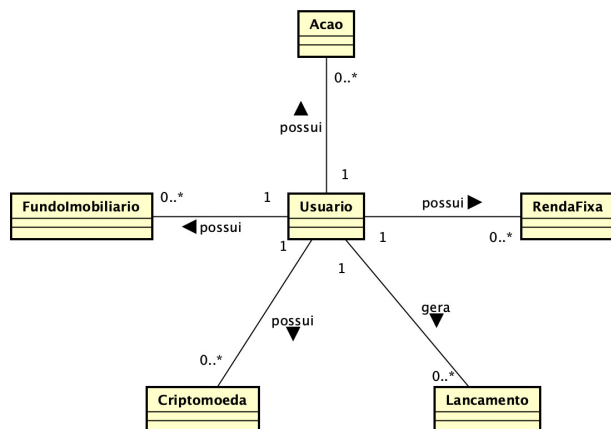 Acao
0..*
possui
1
FundoImobiliario
0..*
1
possui
Usuario
possui
RendaFixa
1
0..*
1
1
possui
gera
0..*
0..*
Criptomoeda
Lancamento